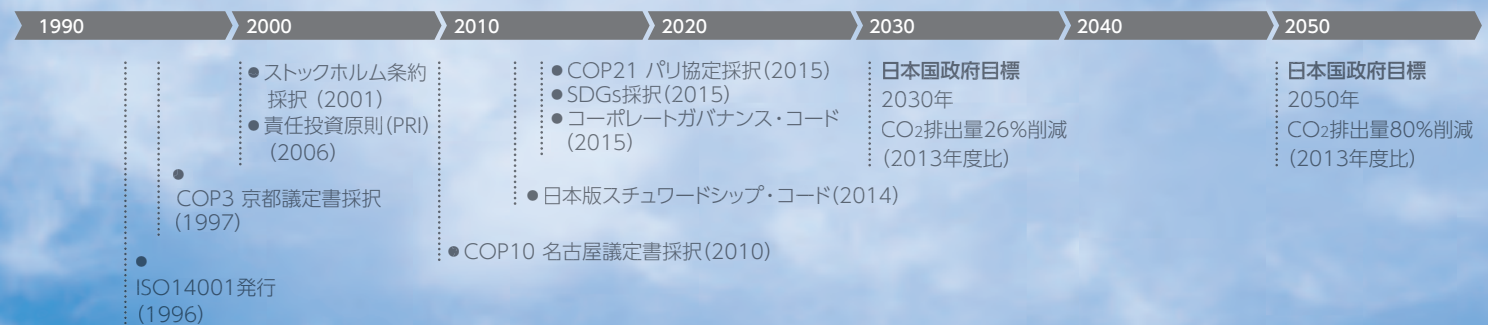 1990 2000 2010 2020 2030 2040 2050
●ストックホルム条約
採択 (2001)
●責任投資原則(PRI)
(2006)
●
COP3 京都議定書採択
(1997)
●
ISO14001発行
(1996)
●COP21 パリ協定採択(2015)
●SDGs採択(2015)
●コーポレートガバナンス・コード
(2015)
●日本版スチュワードシップ・コード(2014)
●COP10 名古屋議定書採択(2010)
日本国政府目標
2030年
CO2排出量26%削減
(2013年度比)
日本国政府目標
2050年
CO2排出量80%削減
(2013年度比)